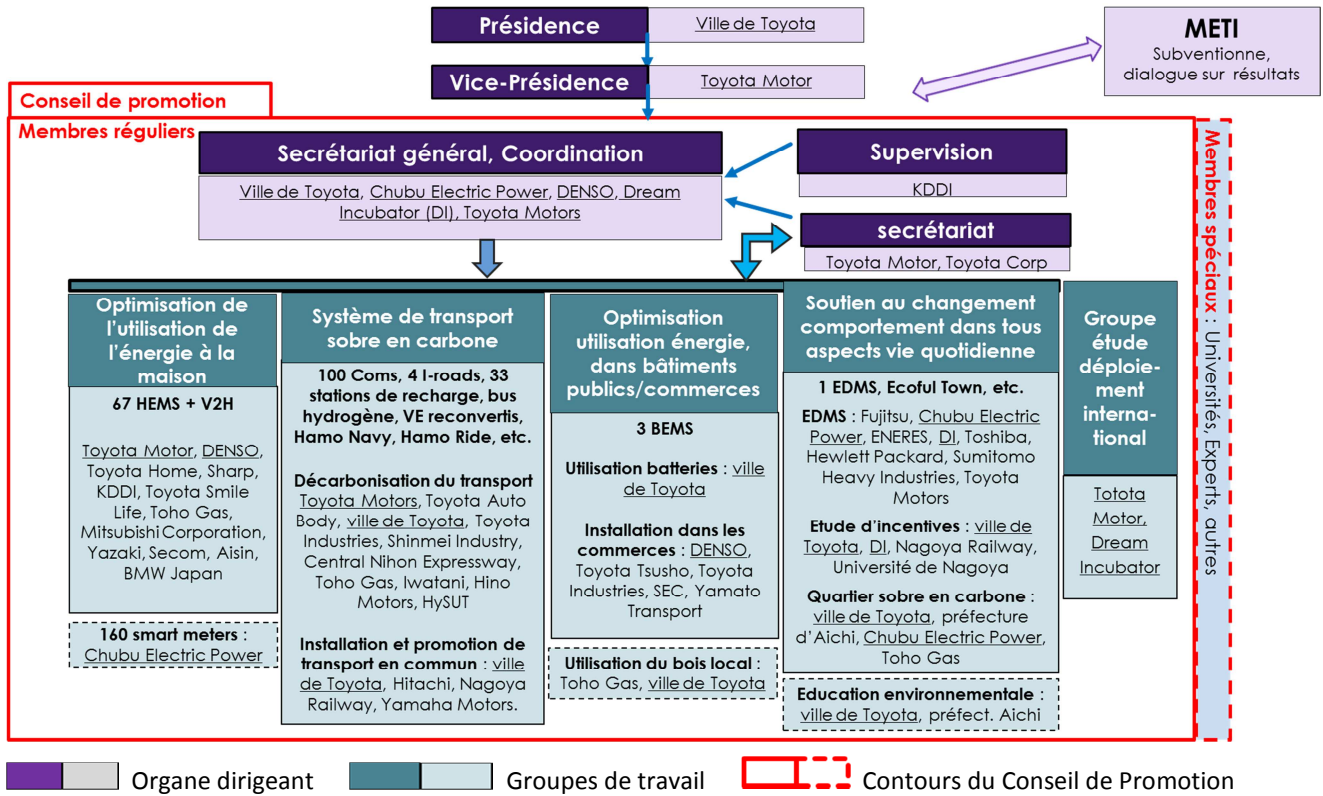 Présidence
Ville de Toyota
METI
Subventionne,
dialogue sur résultats
Vice-Présidence
Toyota Motor
Conseil de promotion
Membres réguliers
Secrétariat général, Coordination
Ville de Toyota, Chubu Electric Power, DENSO, Dream
Incubator (DI), Toyota Motors
Supervision
KDDI
secrétariat
Toyota Motor, Toyota Corp
Membres spéciaux : Universités, Experts, autres
Optimisation de
l'utilisation de
l'énergie à la
maison
67 HEMS + V2H
Toyota Motor, DENSO,
Toyota Home, Sharp,
KDDI, Toyota Smile
Life, Toho Gas,
Mitsubishi Corporation,
Yazaki, Secom, Aisin,
BMW Japan
160 smart meters :
Chubu Electric Power
Système de transport
sobre en carbone
100 Coms, 4 I-roads, 33
stations de recharge, bus
hydrogène, VE reconvertis,
Hamo Navy, Hamo Ride, etc.
Décarbonisation du transport
Toyota Motors, Toyota Auto
Body, ville de Toyota, Toyota
Industries, Shinmei Industry,
Central Nihon Expressway,
Toho Gas, Iwatani, Hino
Motors, HySUT
Installation et promotion de
transport en commun : ville
de Toyota, Hitachi, Nagoya
Railway, Yamaha Motors.
Optimisation
utilisation énergie,
dans bâtiments
publics/commerces
3 BEMS
Utilisation batteries : ville
de Toyota
Installation dans les
commerces : DENSO,
Toyota Tsusho, Toyota
Industries, SEC, Yamato
Transport
Utilisation du bois local :
Toho Gas, ville de Toyota
Soutien au changement
comportement dans tous
aspects vie quotidienne
1 EDMS, Ecoful Town, etc.
EDMS : Fujitsu, Chubu Electric
Power, ENERES, DI, Toshiba,
Hewlett Packard, Sumitomo
Heavy Industries, Toyota
Motors
Etude d'incentives : ville de
Toyota, DI, Nagoya Railway,
Université de Nagoya
Quartier sobre en carbone :
ville de Toyota, préfecture
d'Aichi, Chubu Electric Power,
Toho Gas
Education environnementale :
ville de Toyota, préfect. Aichi
Groupe
étude
déploie-
ment
interna-
tional
Totota
Motor,
Dream
Incubator
Organe dirigeant
Groupes de travail
Contours du Conseil de Promotion